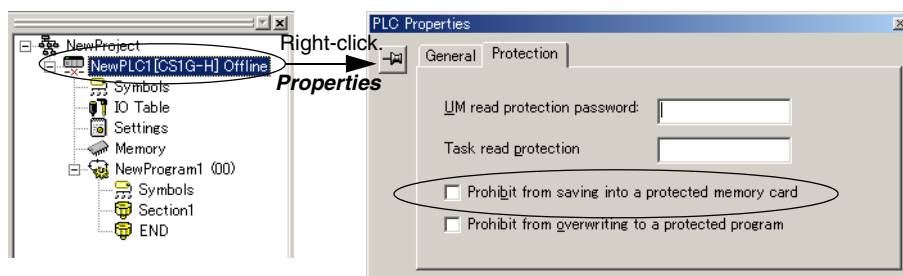 NewProject
NewPLC1[CS1G-H] Offline
Symbols
IO Table
Settings
Memory
NewProgram1 (00)
Symbols
Section1
END
Right-click.
Properties
PLC Properties
General
Protection
UM read protection password:
Task read protection
Prohibit from saving into a protected memory card
Prohibit from overwriting to a protected program